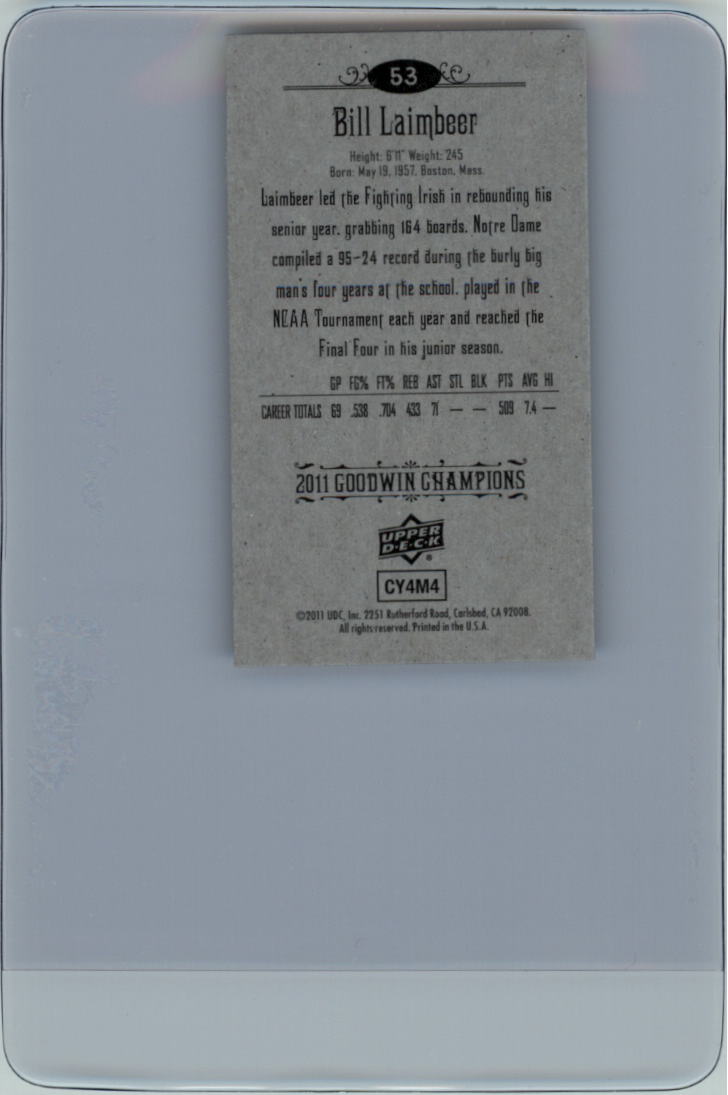 53
Bill Laimbeer
Height: 6'11" Weight: 245
Born: May 19, 1957, Boston, Mass.
Laimbeer led the Fighting Irish in rebounding his
senior year, grabbing 164 boards. Notre Dame
compiled a 95-24 record during the burly big
man's four years at the school, played in the
NCAA Tournament each year and reached the
Final Four in his junior season.
GP FG% FT% REB AST STL BLK PTS AVG HI
CAREER TOTALS 69 .538 .704 433 71 — — 509 7.4 —
2011 GOODWIN CHAMPIONS
UPPER
D·E·C·K ®
CY4M4
©2011 UDC, Inc. 2251 Rutherford Road, Carlsbad, CA 92008.
All rights reserved. Printed in the U.S.A.